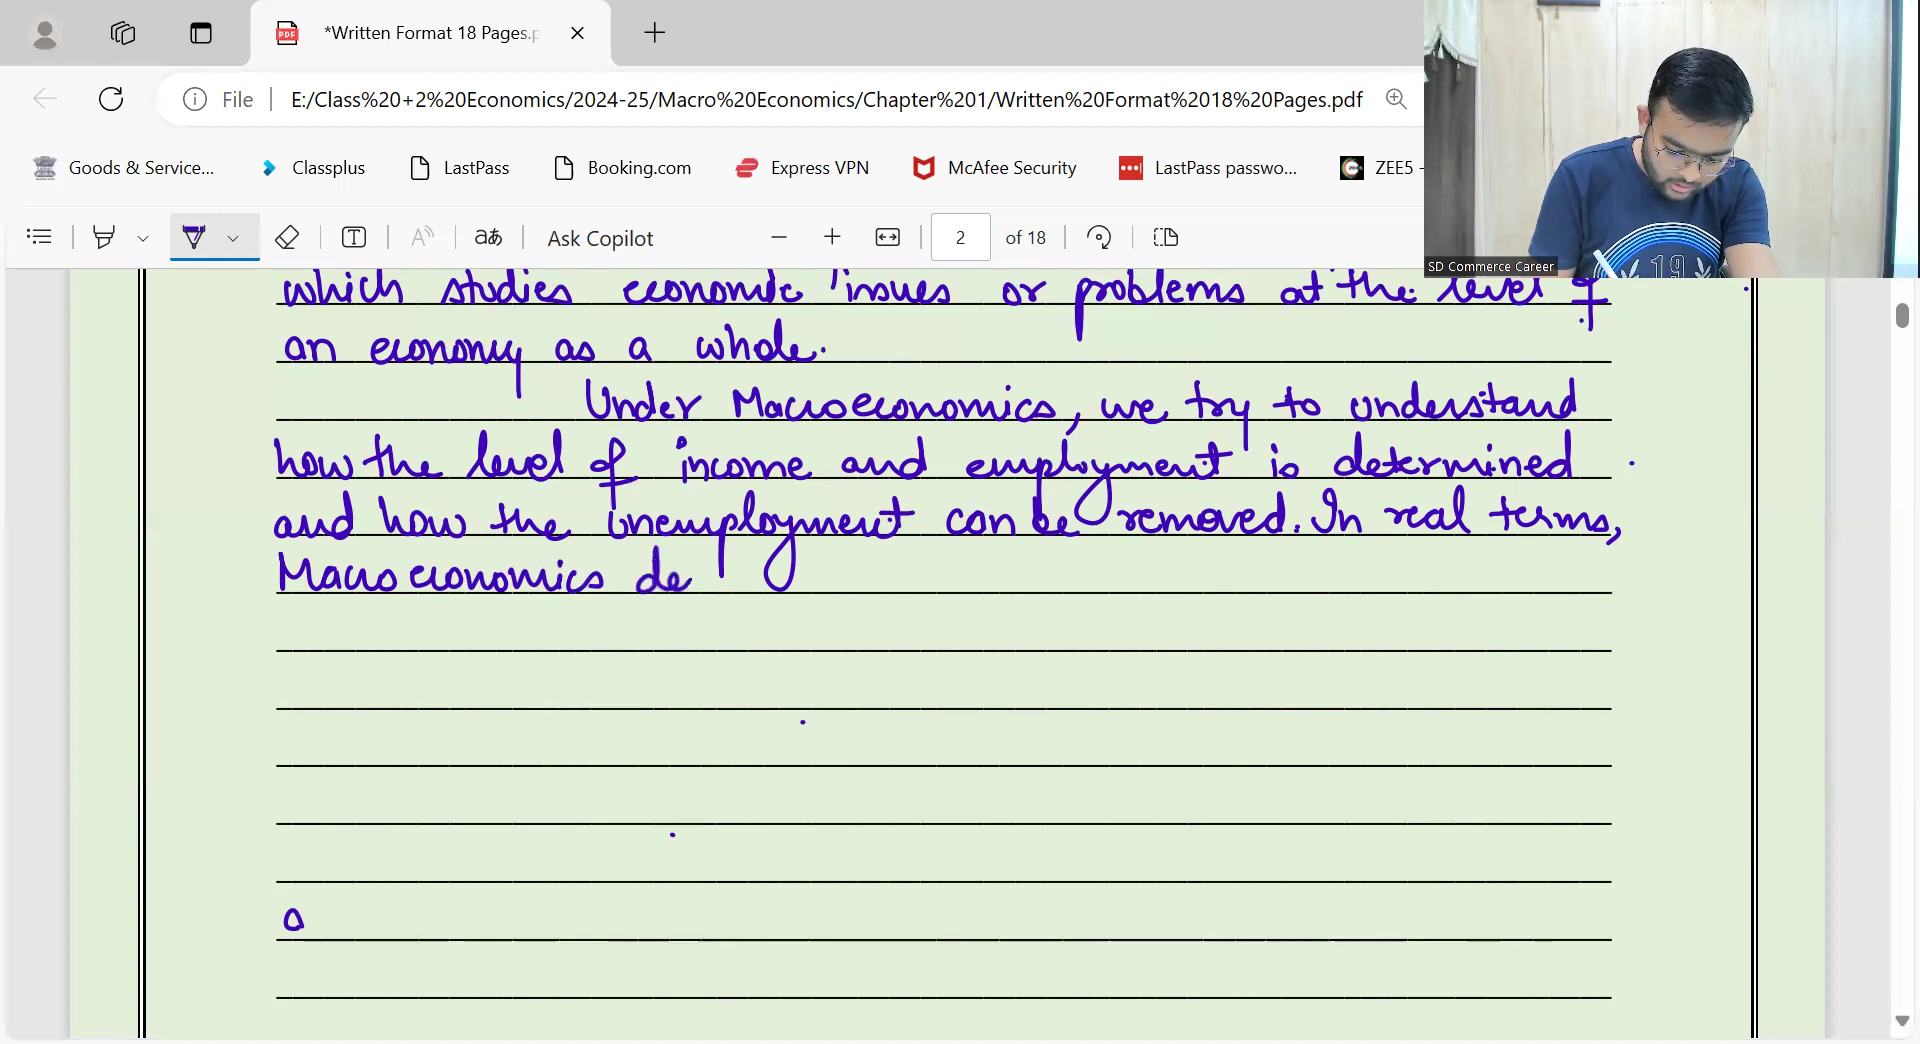 *Written Format 18 Pages.p
File
E:/Class%20+2%20Economics/2024-25/Macro%20Economics/Chapter%201/Written%20Format%2018%20Pages.pdf
Goods & Service... Classplus LastPass Booking.com Express VPN McAfee Security LastPass passwo... ZEE5 -
T A aあ Ask Copilot 2 of 18
19
SD Commerce Career
which studies economic issues or problems at the level of
an economy as a whole.
Under Macroeconomics, we try to understand
how the level of income and employment is determined
and how the unemployment can be removed. In real terms,
Macroeconomics de